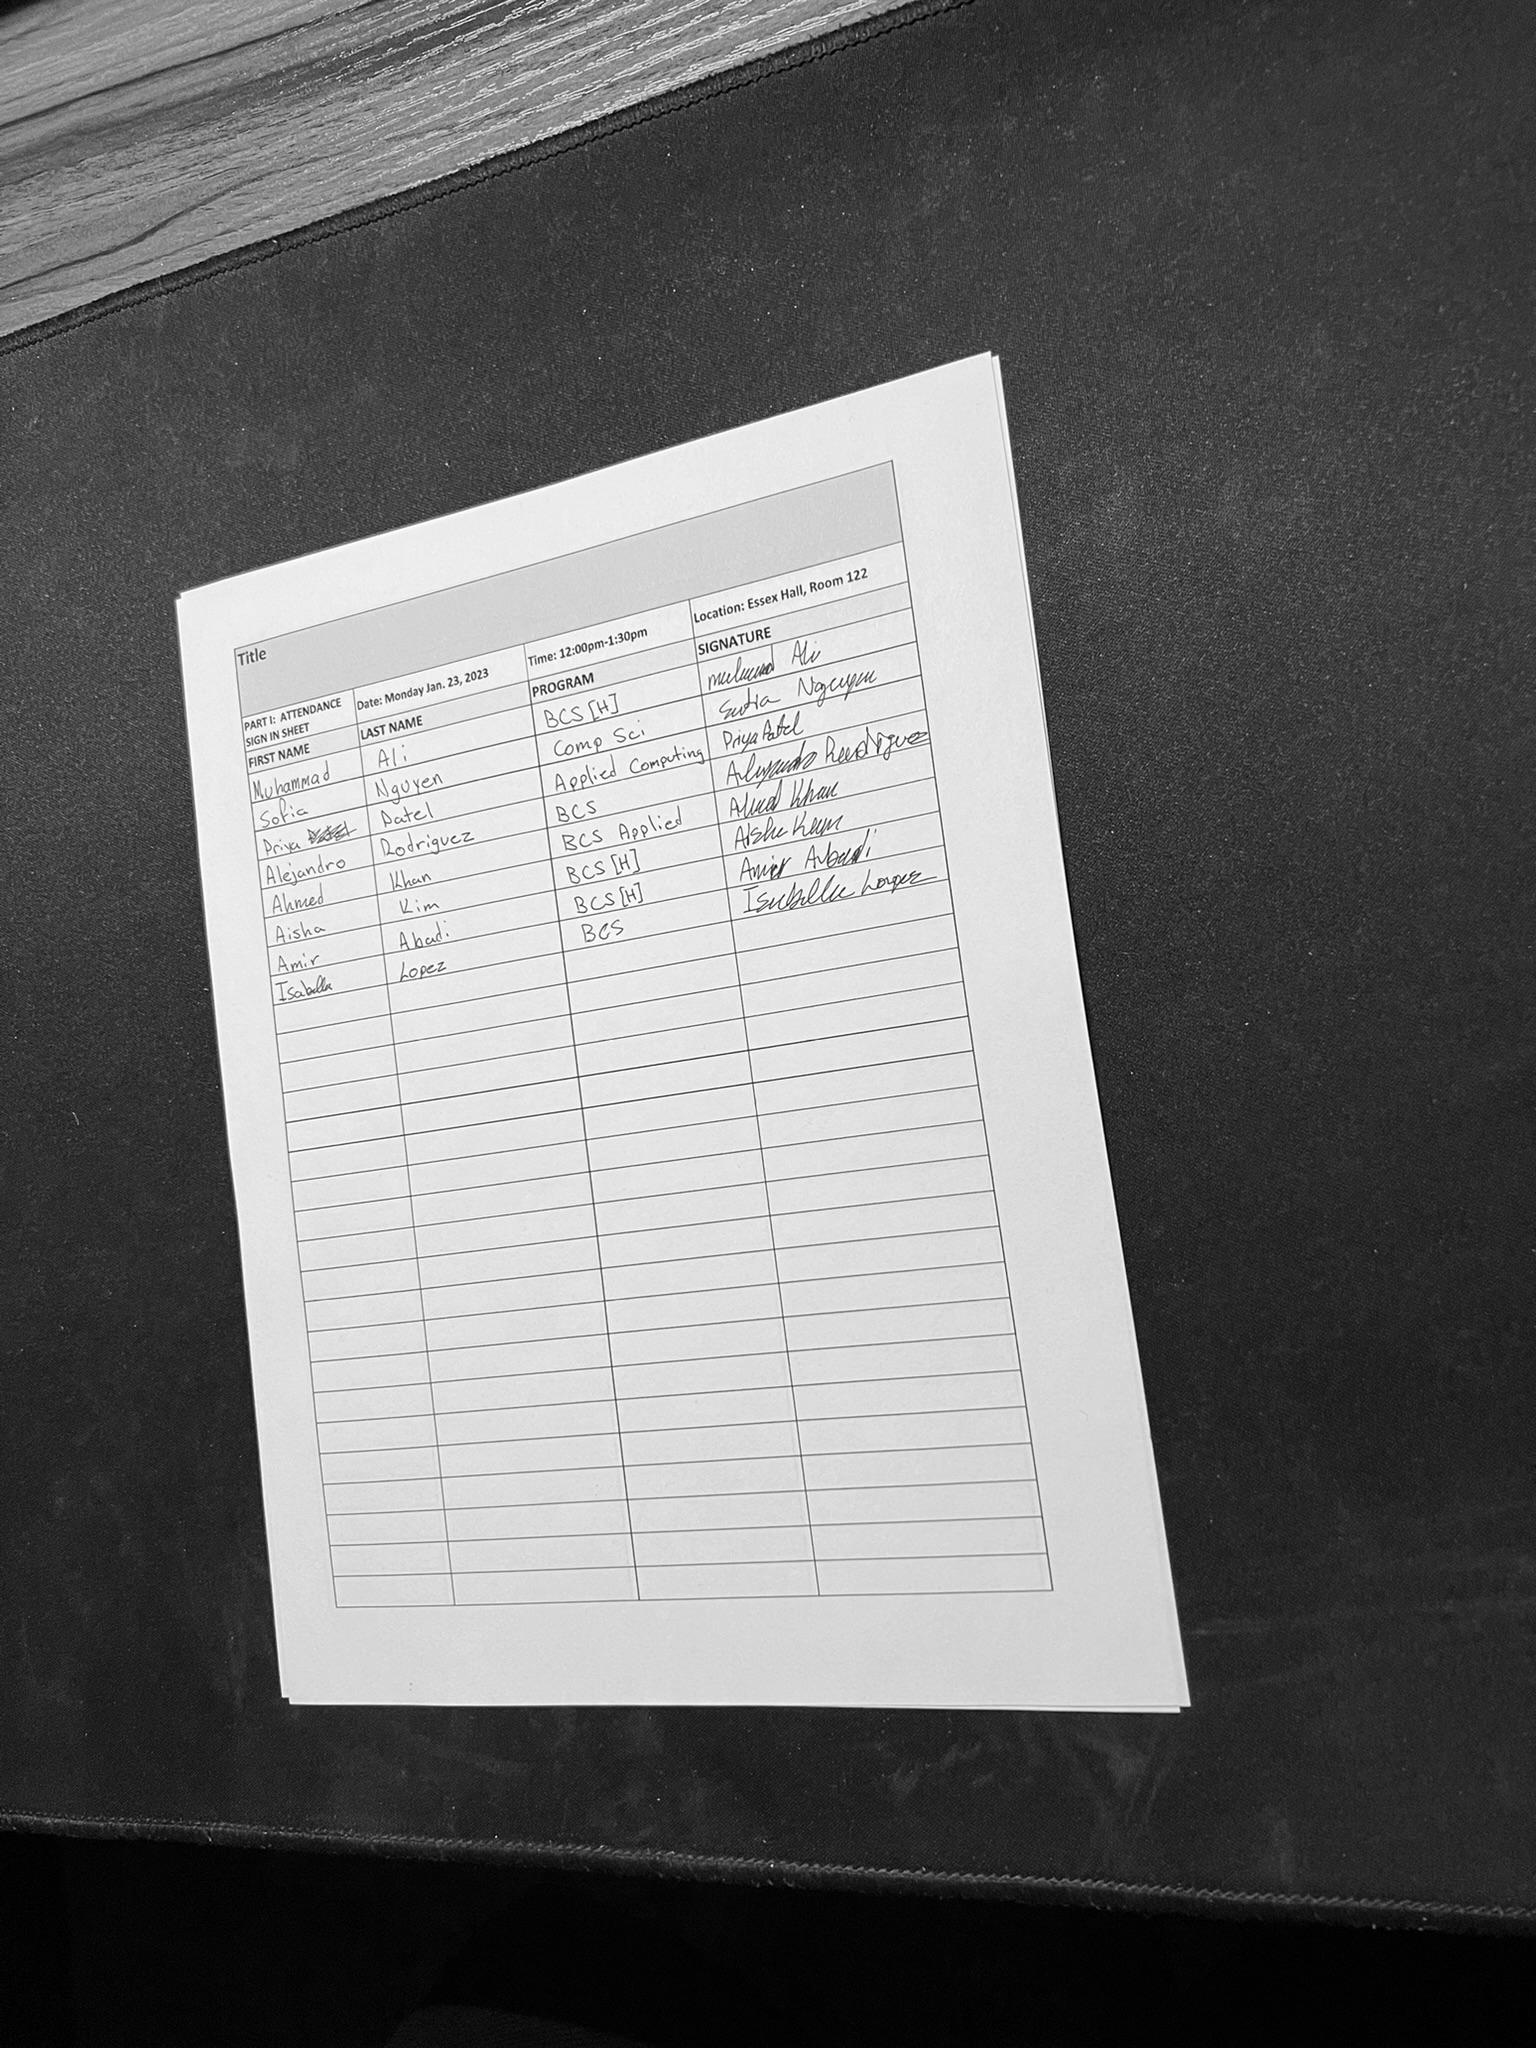 Title
PART I: ATTENDANCE SIGN IN SHEET Date: Monday Jan. 23, 2023 Time: 12:00pm-1:30pm Location: Essex Hall, Room 122
FIRST NAME LAST NAME PROGRAM SIGNATURE
Muhammad Ali BCS [H] Ali
Sofia Nguyen Comp Sci Sofia Nguyen
Priya Patel Applied Computing Priya Patel
Alejandro Rodriguez BCS Alejandro Rodriguez
Ahmed Khan BCS Applied Ahmed Khan
Aisha Kim BCS [H] Aisha
Amir Abadi BCS [H] Amir Abadi
Isabella Lopez BCS Isabella Lopez